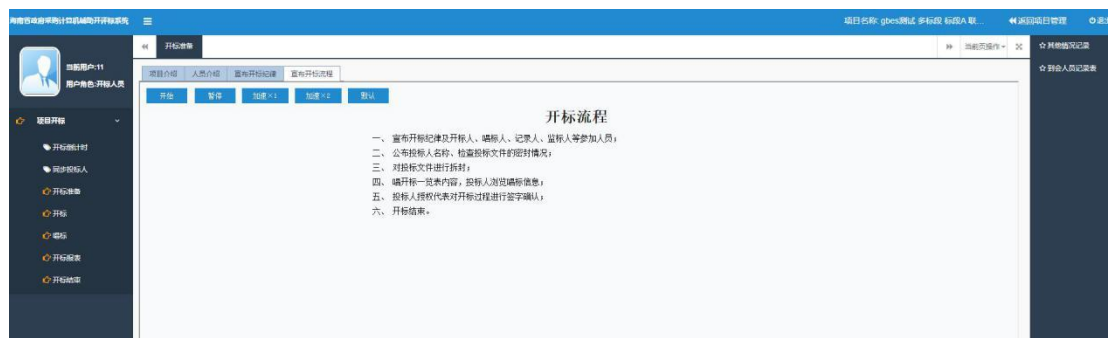 海南省政府采购计算机辅助开评标系统
项目名称: gbes测试 多标段 标段A 取...
返回项目管理
当前用户:11
用户角色:开标人员
项目开标
开标倒计时
同步投标人
开标准备
开标
唱标
开标报表
开标结束
开标准备
当前页操作
项目介绍 人员介绍 宣布开标纪律 宣布开标流程
开始 暂停 加速×1 加速×2 默认
开标流程
一、 宣布开标纪律及开标人、唱标人、记录人、监标人等参加人员;
二、 公布投标人名称、检查投标文件的密封情况;
三、 对投标文件进行拆封;
四、 唱开标一览表内容,投标人浏览唱标信息;
五、 投标人授权代表对开标过程进行签字确认;
六、 开标结束。
其他情况记录
到会人员记录表